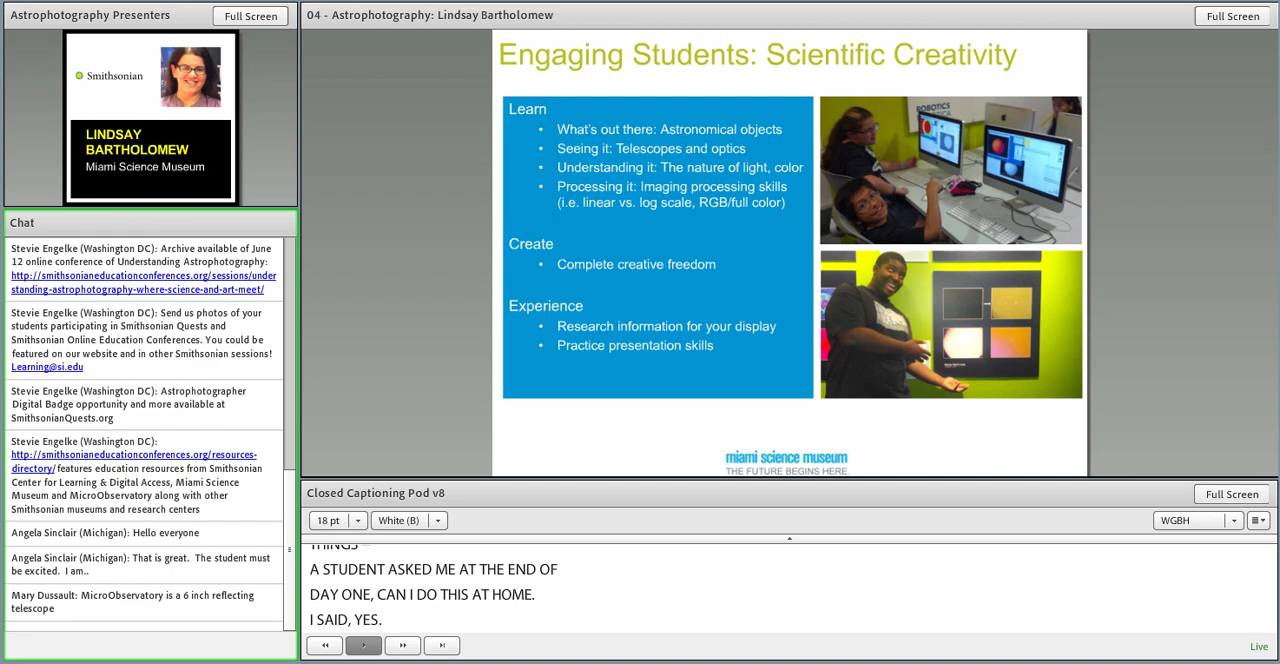 Astrophotography Presenters
Full Screen
Smithsonian
LINDSAY
BARTHOLOMEW
Miami Science Museum
Chat
Stevie Engelke (Washington DC): Archive available of June
12 online conference of Understanding Astrophotography:
http://smithsonianeducationconferences.org/sessions/under
standing-astrophotography-where-science-and-art-meet/
Stevie Engelke (Washington DC): Send us photos of your
students participating in Smithsonian Quests and
Smithsonian Online Education Conferences. You could be
featured on our website and in other Smithsonian sessions!
Learning@si.edu
Stevie Engelke (Washington DC): Astrophotographer
Digital Badge opportunity and more available at
SmithsonianQuests.org
Stevie Engelke (Washington DC):
http://smithsonianeducationconferences.org/resources-
directory/ features education resources from Smithsonian
Center for Learning & Digital Access, Miami Science
Museum and MicroObservatory along with other
Smithsonian museums and research centers
Angela Sinclair (Michigan): Hello everyone
Angela Sinclair (Michigan): That is great. The student must
be excited. I am..
Mary Dussault: MicroObservatory is a 6 inch reflecting
telescope
04 - Astrophotography: Lindsay Bartholomew
Full Screen
Engaging Students: Scientific Creativity
Learn
• What's out there: Astronomical objects
• Seeing it: Telescopes and optics
• Understanding it: The nature of light, color
• Processing it: Imaging processing skills
(i.e. linear vs. log scale, RGB/full color)
Create
• Complete creative freedom
Experience
• Research information for your display
• Practice presentation skills
ROBOTICS
miami science museum
THE FUTURE BEGINS HERE.
Closed Captioning Pod v8
Full Screen
18 pt
White (B)
WGBH
THINGS –
A STUDENT ASKED ME AT THE END OF
DAY ONE, CAN I DO THIS AT HOME.
I SAID, YES.
Live